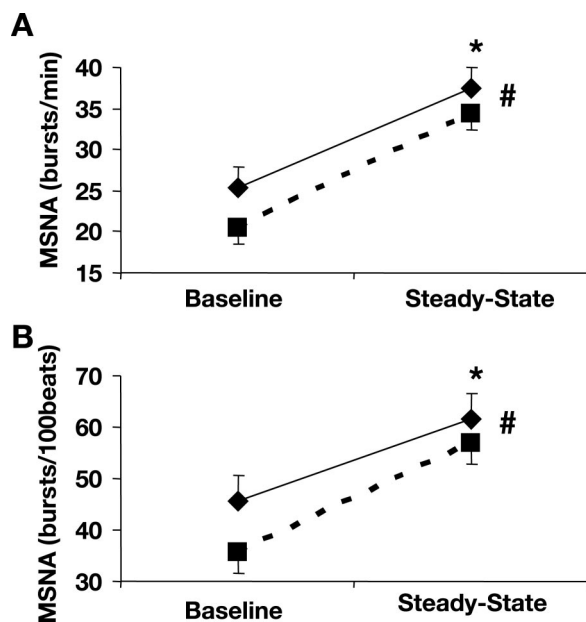 A
MSNA (bursts/min)
40
35
30
25
20
15
*
#
Baseline Steady-State
B
MSNA (bursts/100beats)
70
60
50
40
30
*
#
Baseline Steady-State